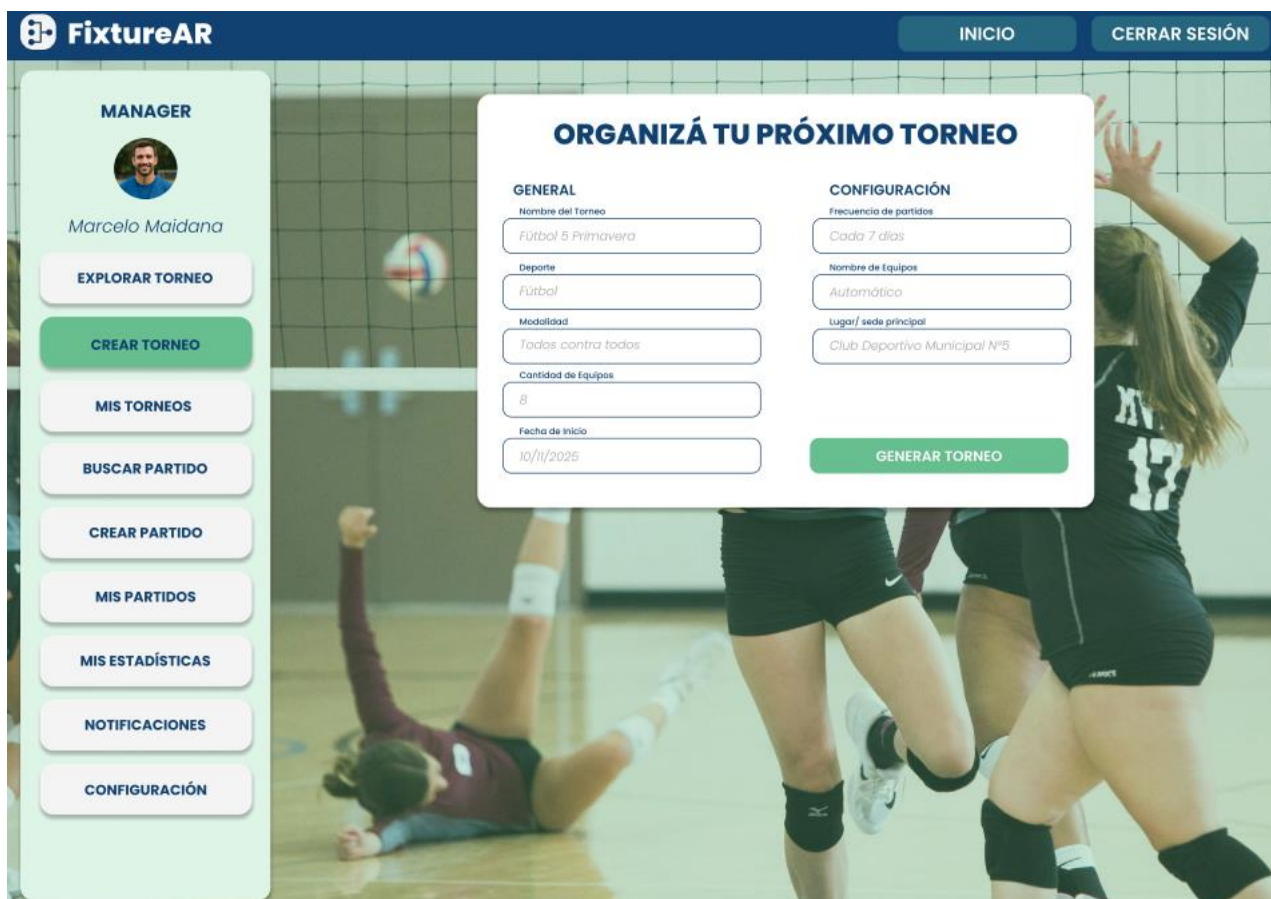 FixtureAR
INICIO
CERRAR SESIÓN
MANAGER
Marcelo Maidana
EXPLORAR TORNEO
CREAR TORNEO
MIS TORNEOS
BUSCAR PARTIDO
CREAR PARTIDO
MIS PARTIDOS
MIS ESTADÍSTICAS
NOTIFICACIONES
CONFIGURACIÓN
ORGANIZÁ TU PRÓXIMO TORNEO
GENERAL
Nombre del Torneo
Fútbol 5 Primavera
Deporte
Fútbol
Modalidad
Todos contra todos
Cantidad de Equipos
8
Fecha de Inicio
10/11/2025
CONFIGURACIÓN
Frecuencia de partidos
Cada 7 días
Nombre de Equipos
Automático
Lugar/ sede principal
Club Deportivo Municipal N°5
GENERAR TORNEO
17